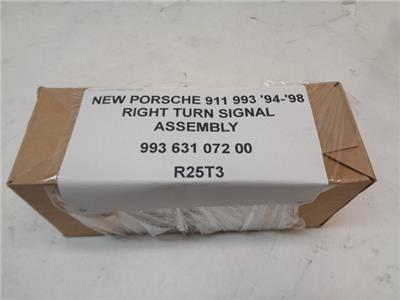 NEW PORSCHE 911 993 '94-'98
RIGHT TURN SIGNAL
ASSEMBLY
993 631 072 00
R25T3